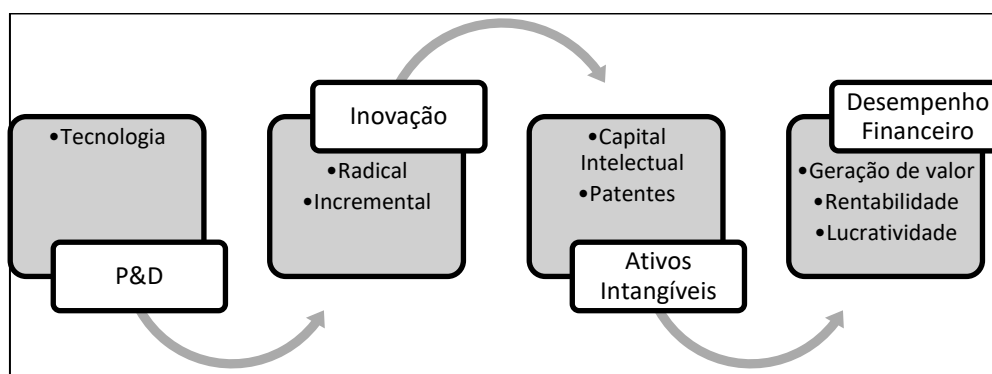 •Tecnologia
P&D
Inovação
•Radical
•Incremental
•Capital
Intelectual
•Patentes
Ativos
Intangíveis
Desempenho
Financeiro
•Geração de valor
•Rentabilidade
•Lucratividade